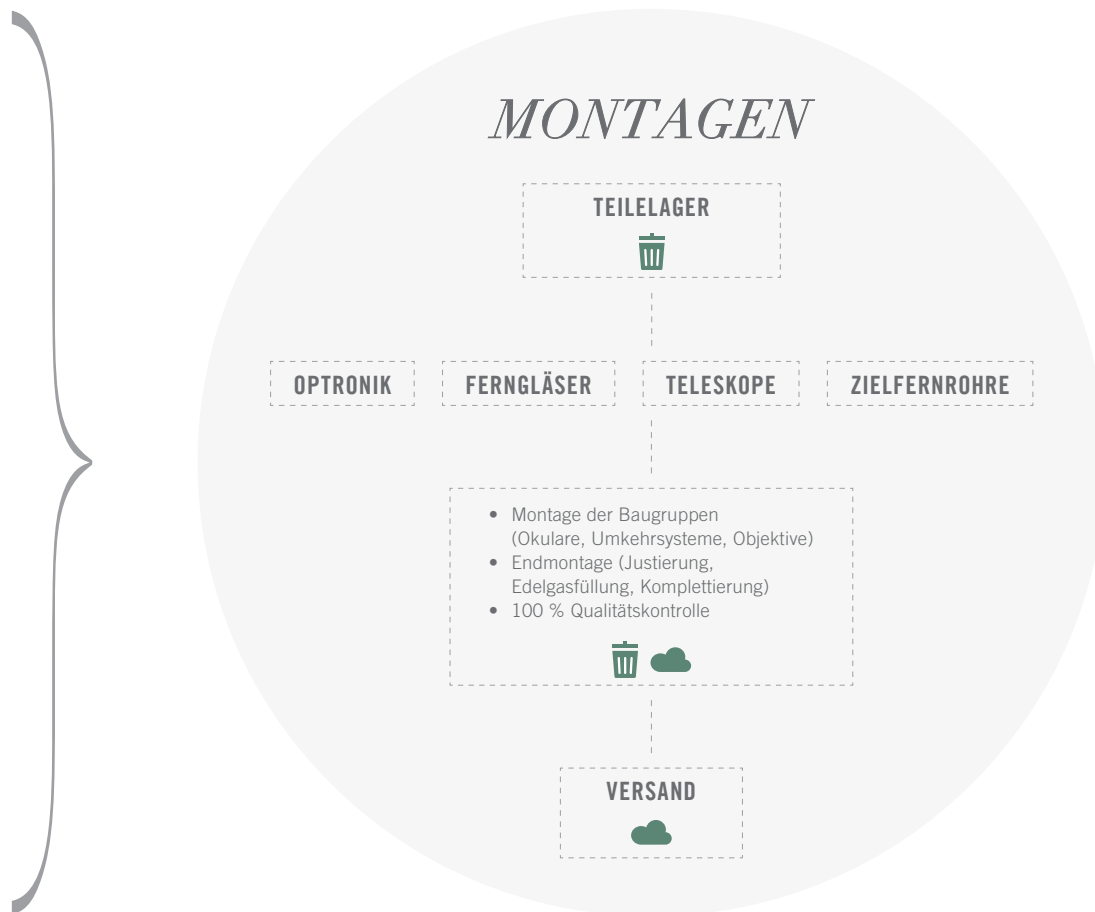 MONTAGEN
TEILELAGER
OPTRONIK FERNGLÄSER TELESKOPE ZIELFERNROHRE
• Montage der Baugruppen
(Okulare, Umkehrsysteme, Objektive)
• Endmontage (Justierung,
Edelgasfüllung, Komplettierung)
• 100 % Qualitätskontrolle
VERSAND